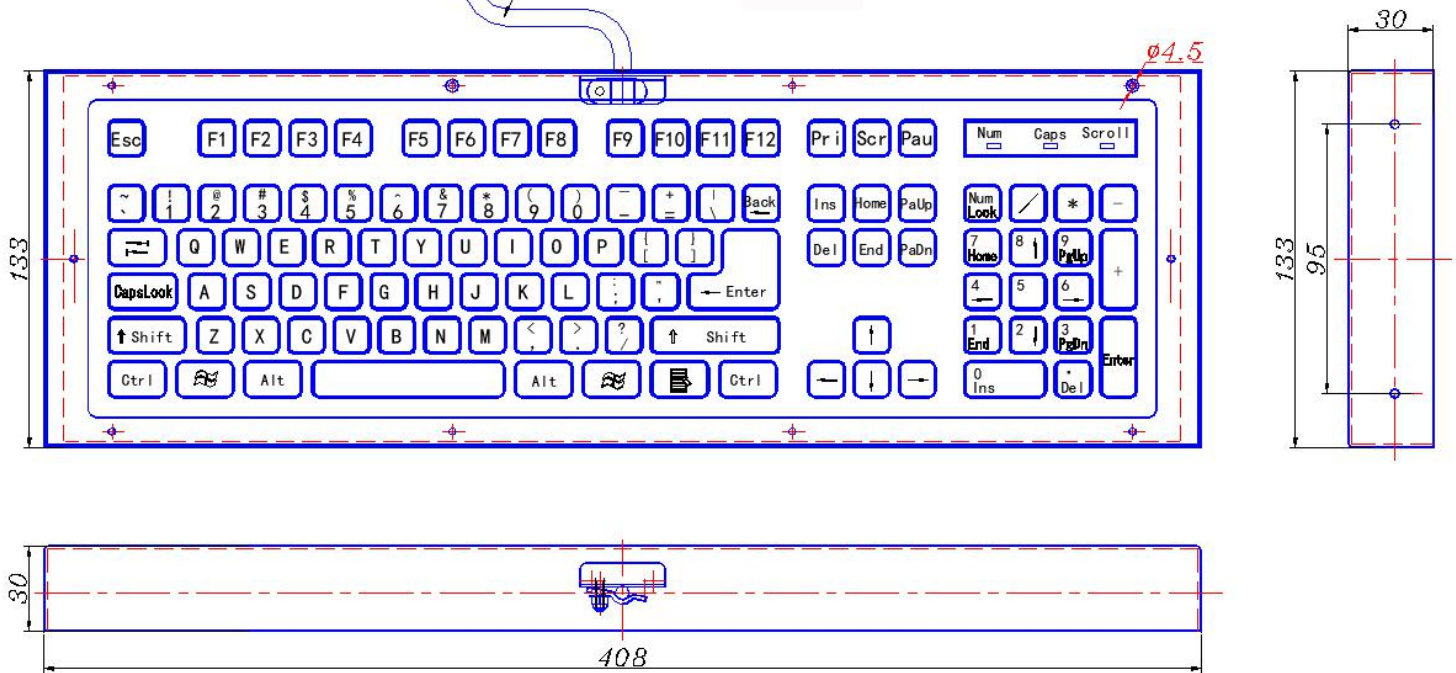 30
ø4.5
Esc F1 F2 F3 F4 F5 F6 F7 F8 F9 F10 F11 F12 Pri Scr Pau Num Caps Scroll
~ ! @ # $ % ^ & * ( ) — + | Back Ins Home PaUp Num / * -
` 1 2 3 4 5 6 7 8 9 0 - = \ ← Look
Q W E R T Y U I O P { } Del End PaDn 7 8 ↑ 9 +
[ ] Home PgUp
133
133
95
CapsLook A S D F G H J K L : " ← Enter 4 5 6
; , ← →
⬆ Shift Z X C V B N M < > ? ⇧ Shift ↑ 1 2 ↓ 3 Enter
, . / End PgDn
Ctrl Alt Alt Ctrl ← ↓ → 0 .
Ins Del
30
408